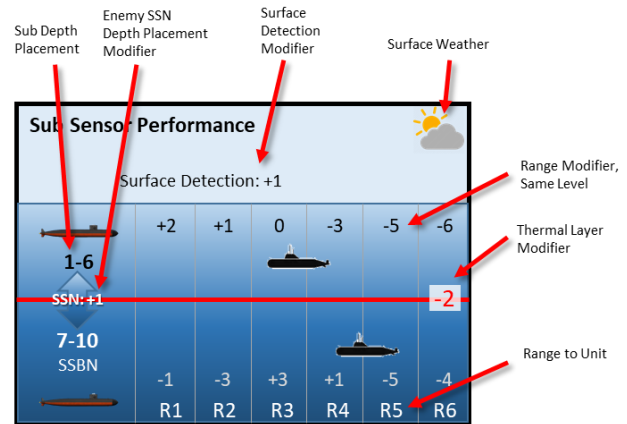 Sub Depth
Placement
Enemy SSN
Depth Placement
Modifier
Surface
Detection
Modifier
Surface Weather
Sub Sensor Performance
Surface Detection: +1
Range Modifier,
Same Level
+2 +1 0 -3 -5 -6
1-6
Thermal Layer
Modifier
SSN: +1
-2
7-10
SSBN
Range to Unit
-1 -3 +3 +1 -5 -4
R1 R2 R3 R4 R5 R6